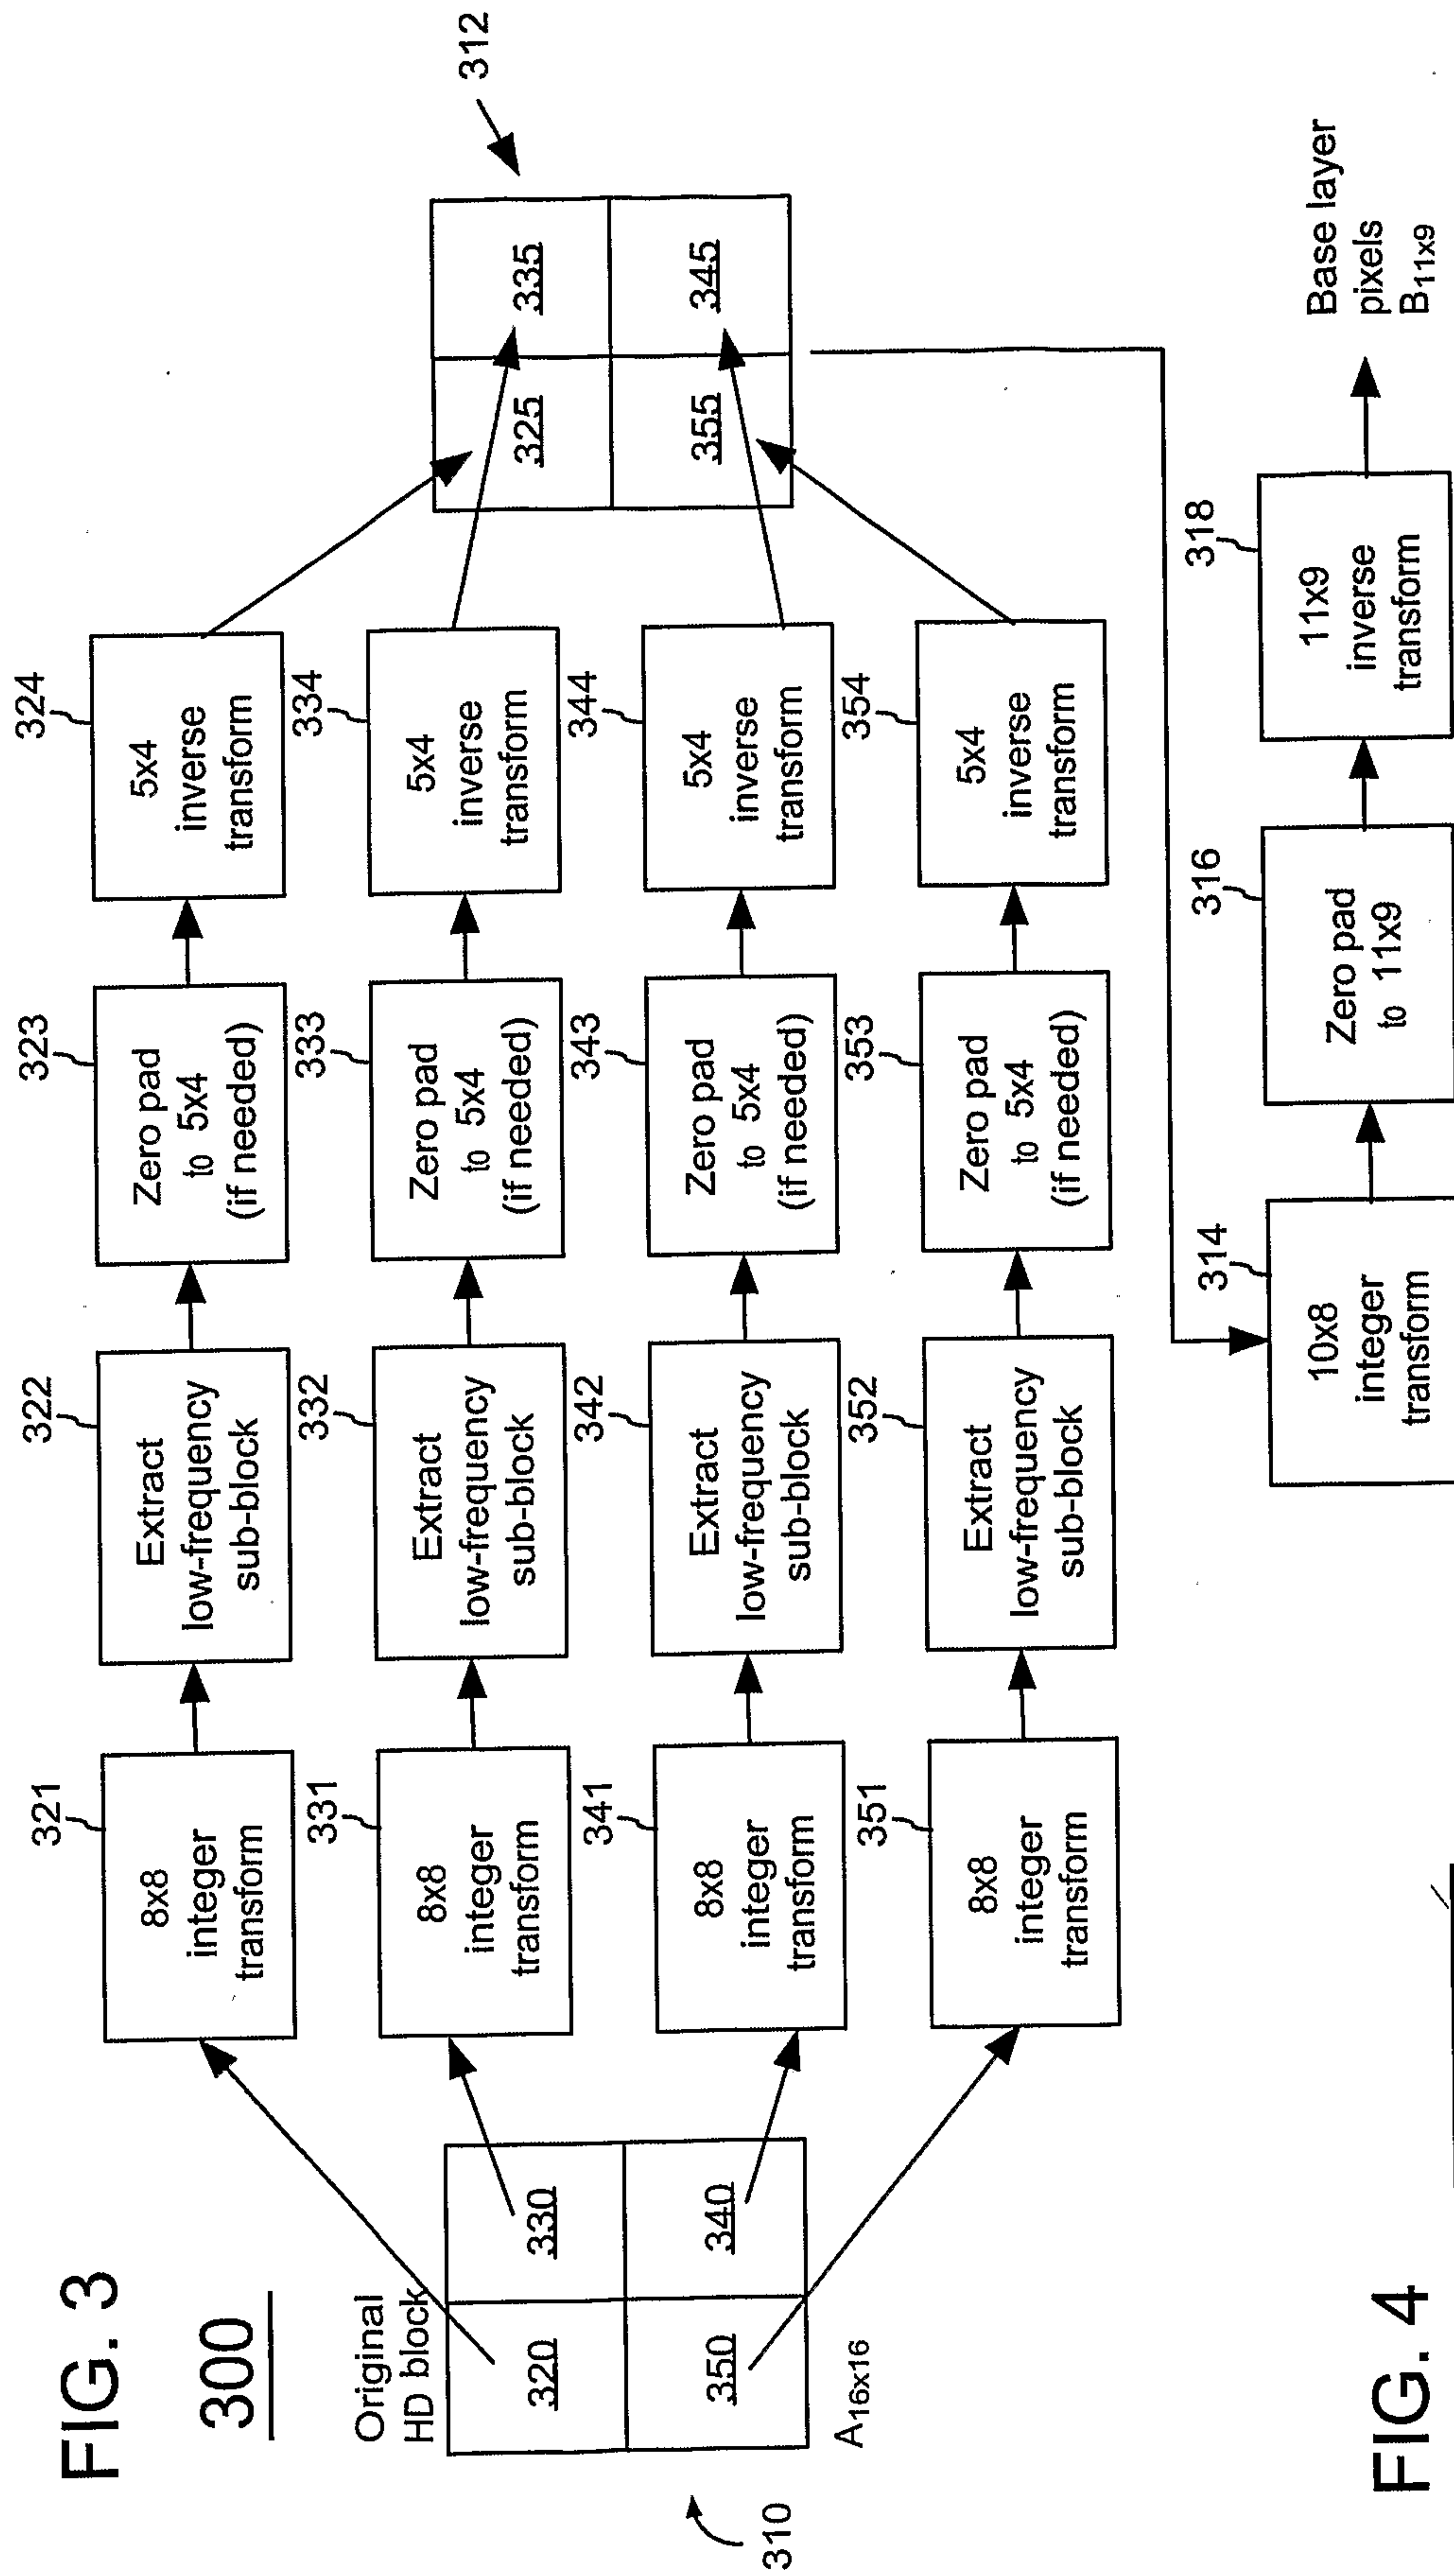 FIG. 3
300
Original
HD block
320
330
350
340
A16x16
310
321
8x8
integer
transform
322
Extract
low-frequency
sub-block
323
Zero pad
to 5x4
(if needed)
324
5x4
inverse
transform
331
8x8
integer
transform
332
Extract
low-frequency
sub-block
333
Zero pad
to 5x4
(if needed)
334
5x4
inverse
transform
341
8x8
integer
transform
342
Extract
low-frequency
sub-block
343
Zero pad
to 5x4
(if needed)
344
5x4
inverse
transform
351
8x8
integer
transform
352
Extract
low-frequency
sub-block
353
Zero pad
to 5x4
(if needed)
354
5x4
inverse
transform
312
325
335
355
345
314
10x8
integer
transform
316
Zero pad
to 11x9
318
11x9
inverse
transform
Base layer
pixels
B11x9
FIG. 4